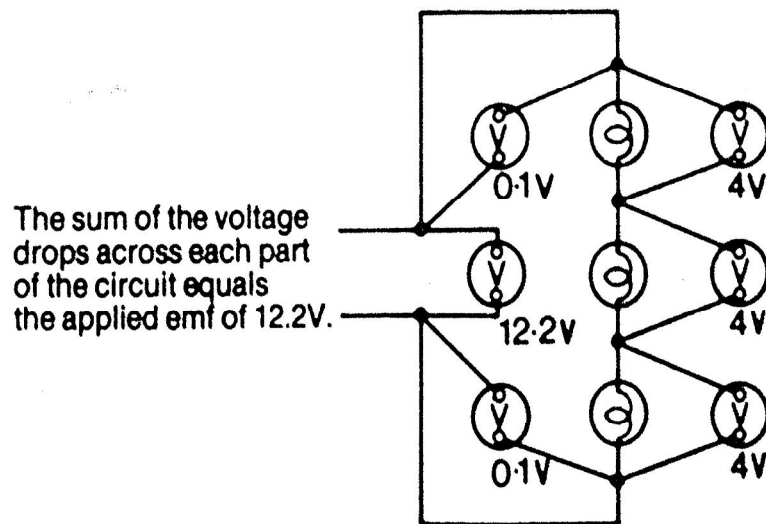 V
V
0·1V
4V
The sum of the voltage
drops across each part
of the circuit equals
the applied emf of 12.2V.
V
V
12·2V
4V
V
V
0·1V
4V